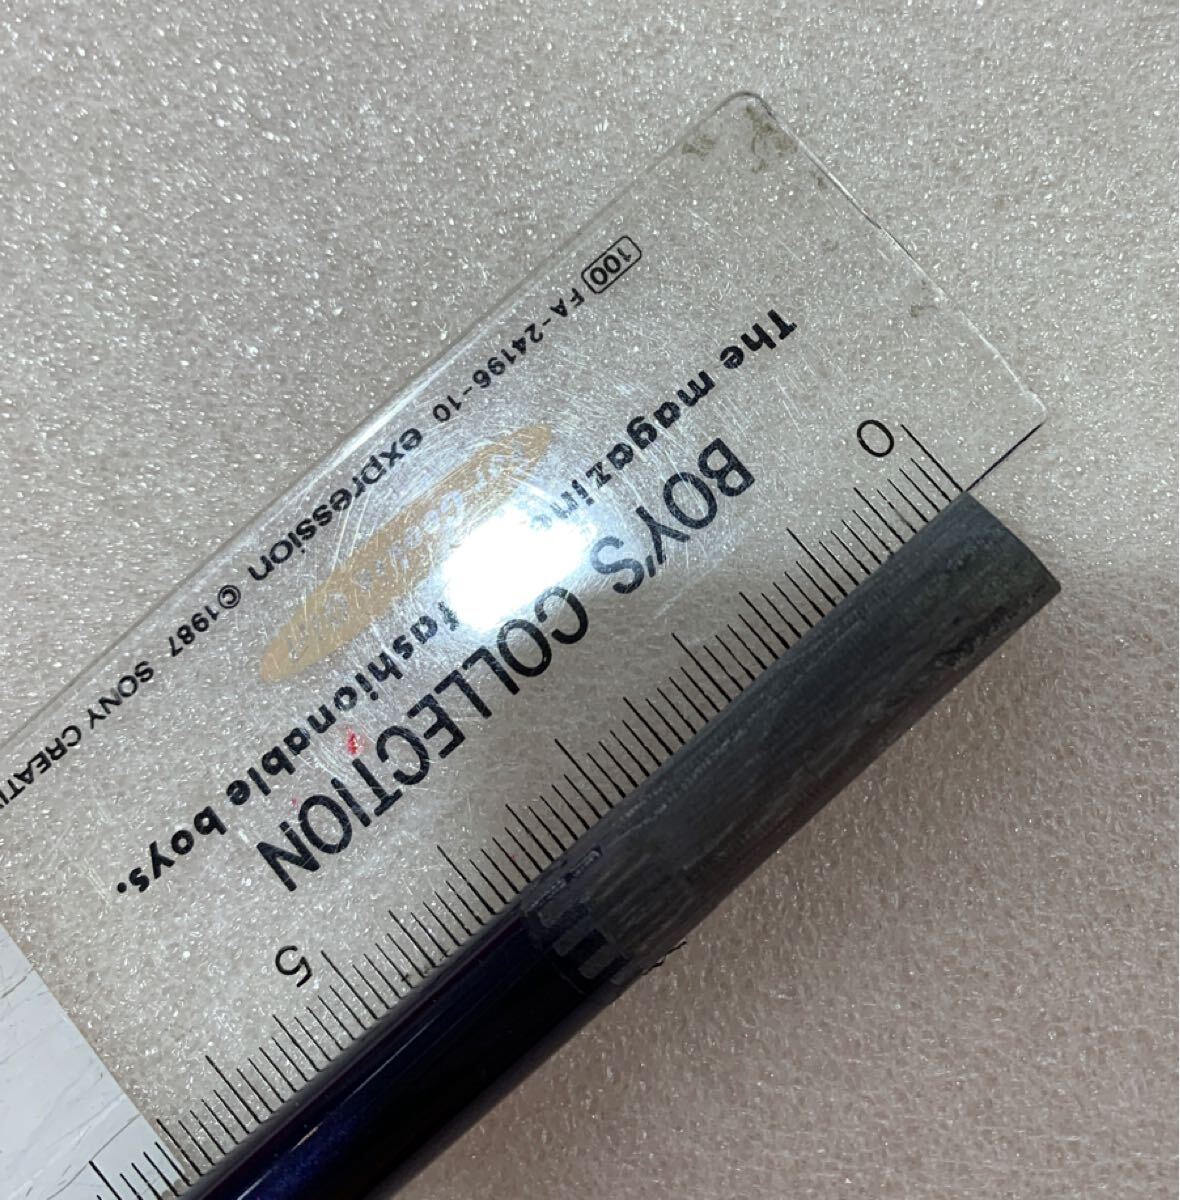 100 FA-24196-10 expression ©1987 SONY CREATI
The magazine fashionable boys.
BOY'S COLLECTION
0
5